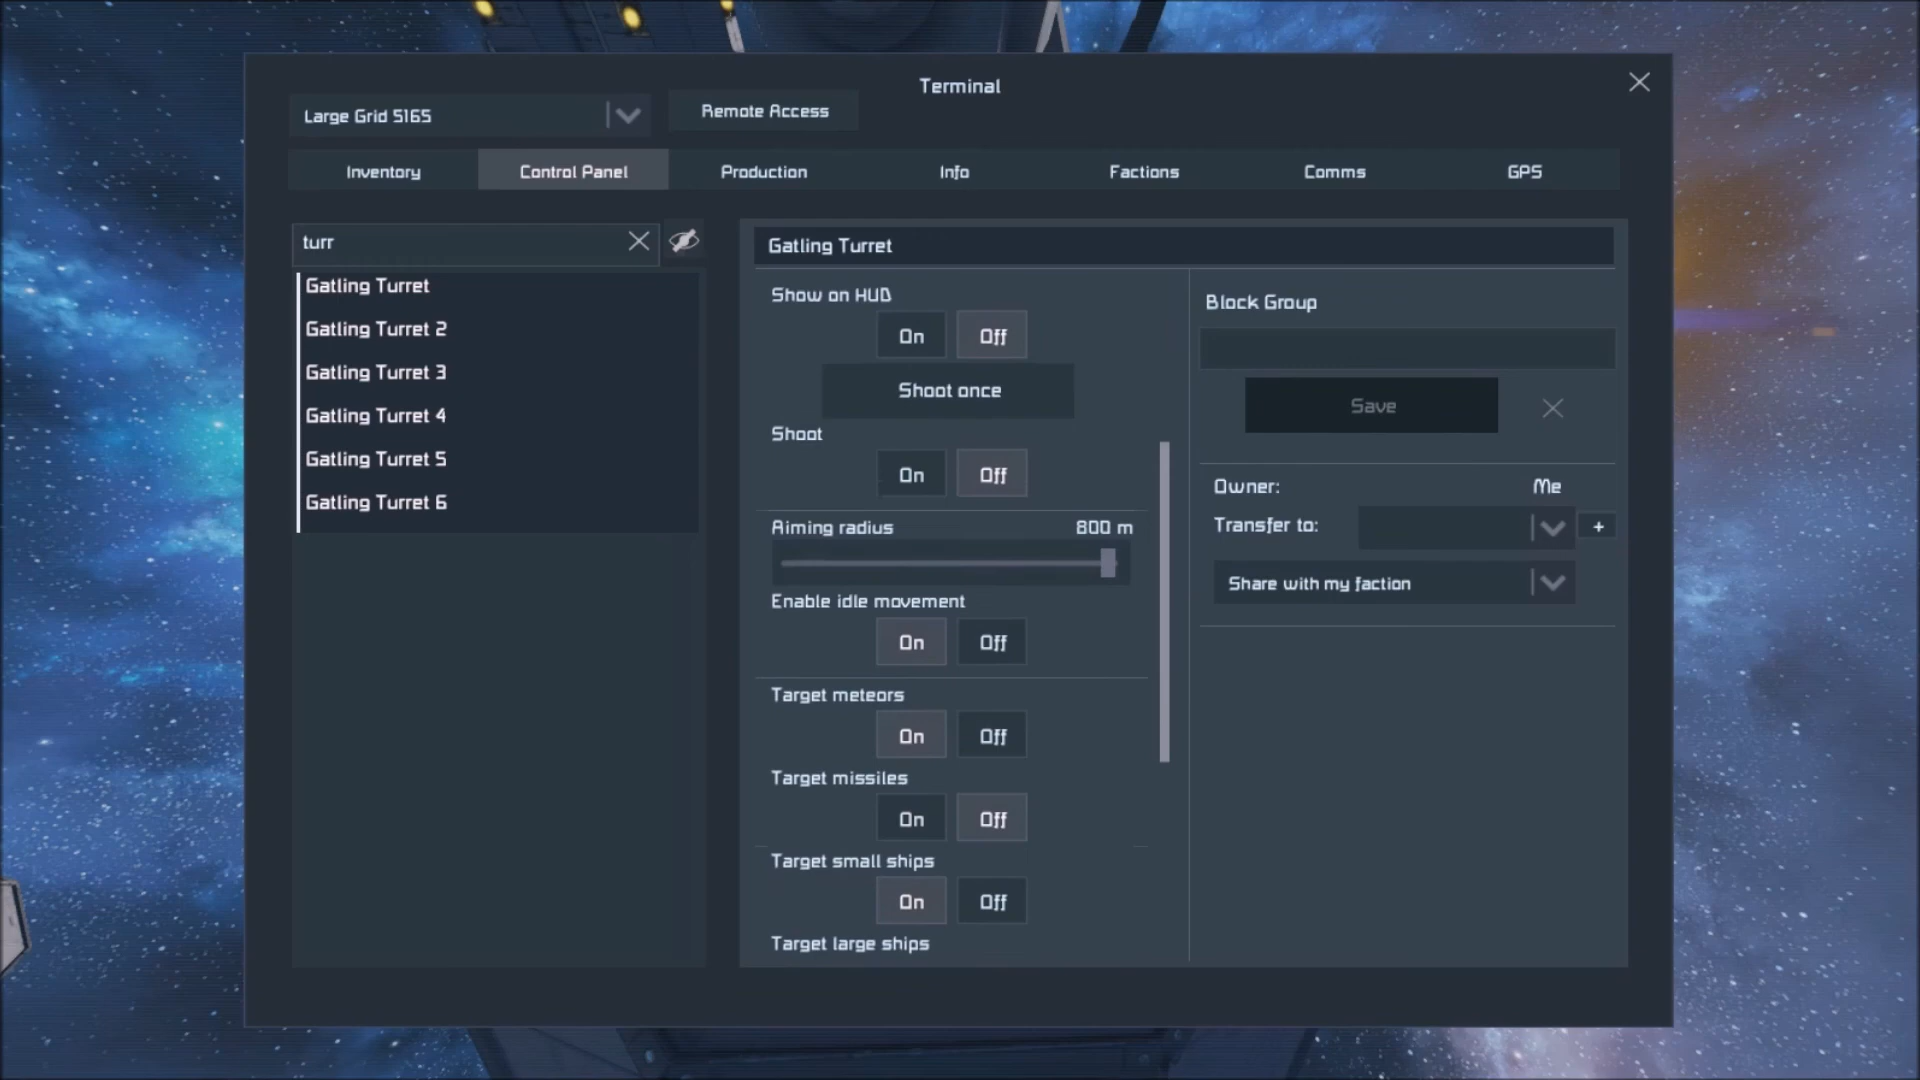 Terminal
Large Grid 5165
Remote Access
Inventory Control Panel Production Info Factions Comms GPS
turr
Gatling Turret
Gatling Turret 2
Gatling Turret 3
Gatling Turret 4
Gatling Turret 5
Gatling Turret 6
Gatling Turret
Show on HUD
On Off
Shoot once
Shoot
On Off
Aiming radius 800 m
Enable idle movement
On Off
Target meteors
On Off
Target missiles
On Off
Target small ships
On Off
Target large ships
Block Group
Save
Owner: Me
Transfer to: +
Share with my faction